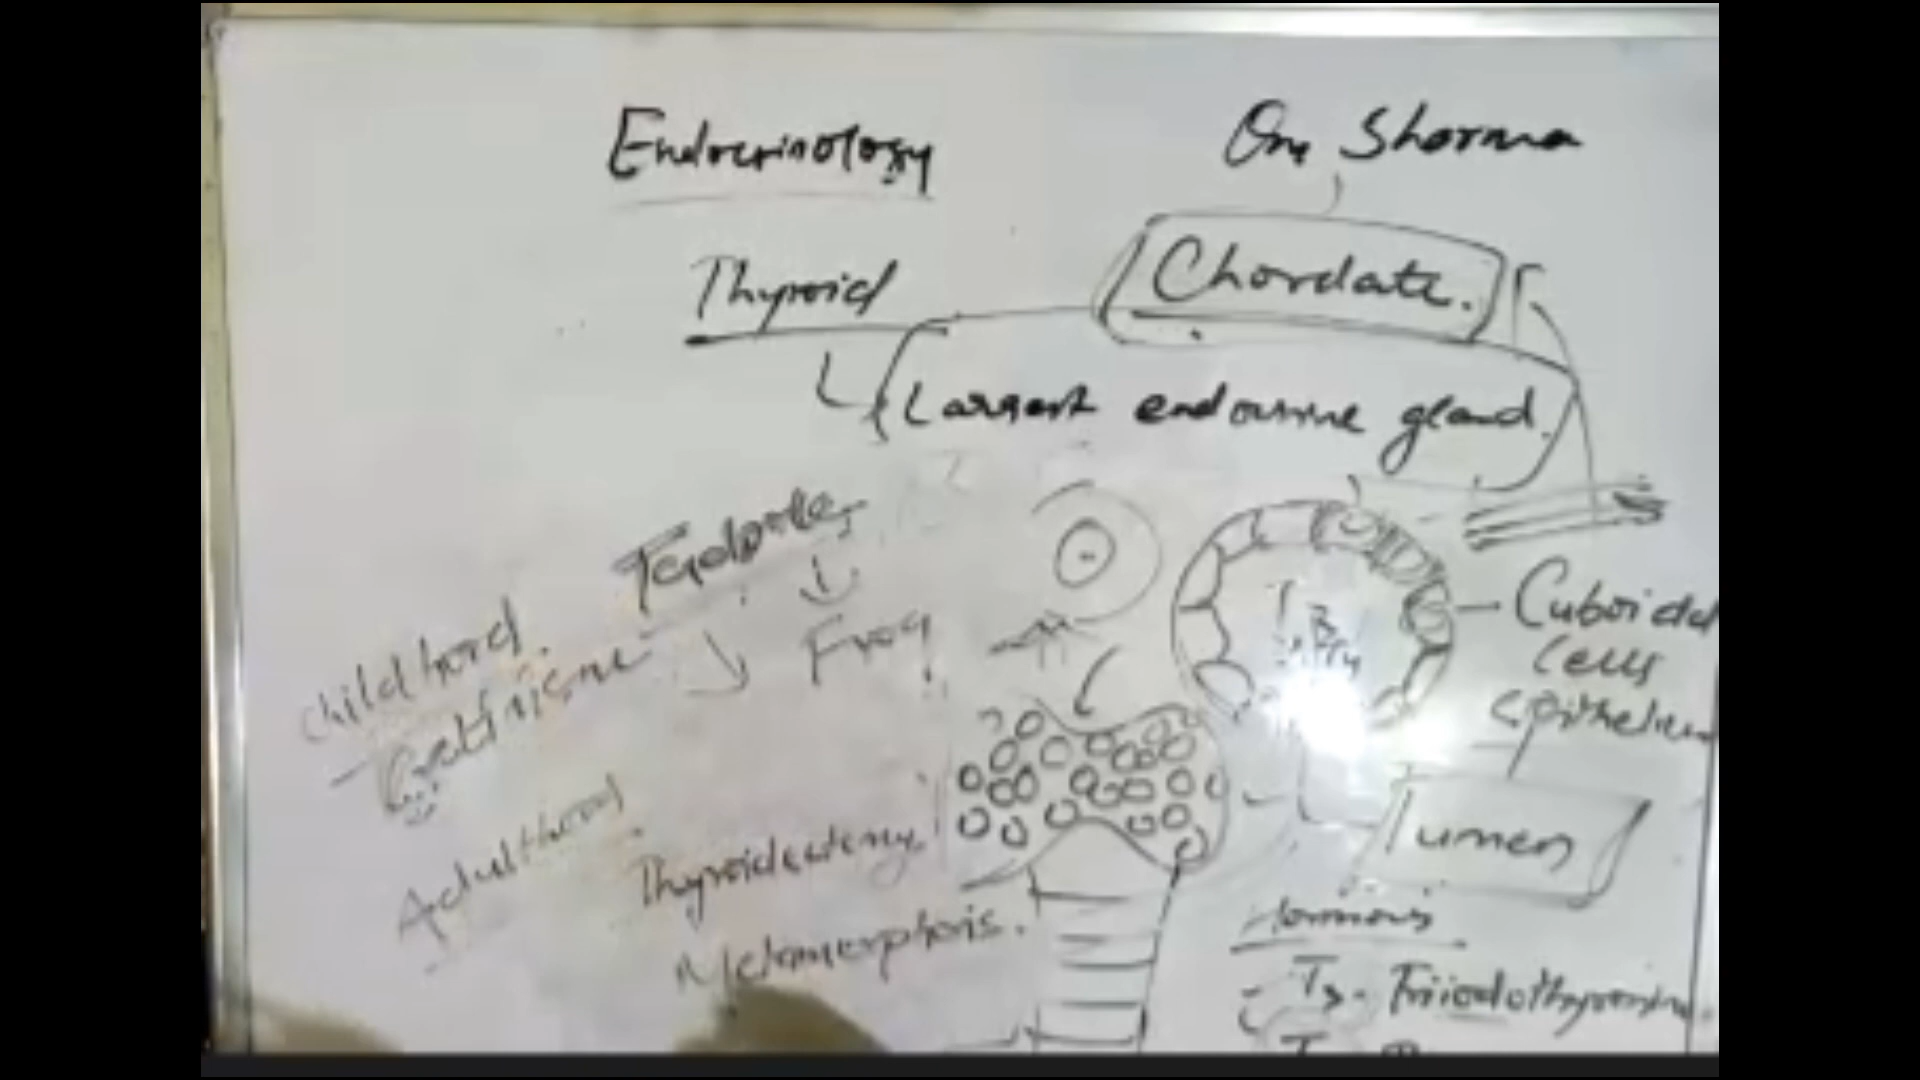 Endocrinology
Om Sharma
Thyroid
Chordate.
Largest endocrine gland.
Tadpole
Frog
Childhood.
Cretinism
Adulthood
Thyroidectomy
Metamorphosis.
Cuboidal
Cells
epithelium
Lumen
Hormones
- T3. Triiodothyronine